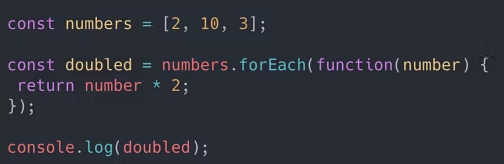 const numbers = [2, 10, 3];
const doubled = numbers.forEach(function(number) {
 return number * 2;
});
console.log(doubled);